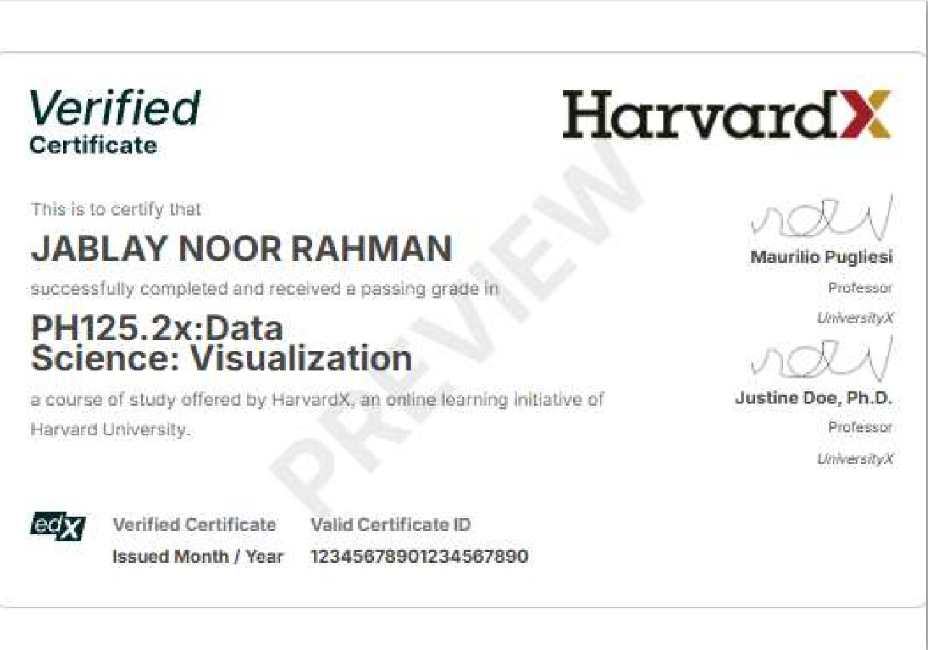 Verified
Certificate
HarvardX
This is to certify that
JABLAY NOOR RAHMAN
successfully completed and received a passing grade in
PH125.2x:Data
Science: Visualization
a course of study offered by HarvardX, an online learning initiative of
Harvard University.
PREVIEW
Maurilio Pugliesi
Professor
UniversityX
Justine Doe, Ph.D.
Professor
UniversityX
edX
Verified Certificate
Issued Month / Year
Valid Certificate ID
12345678901234567890